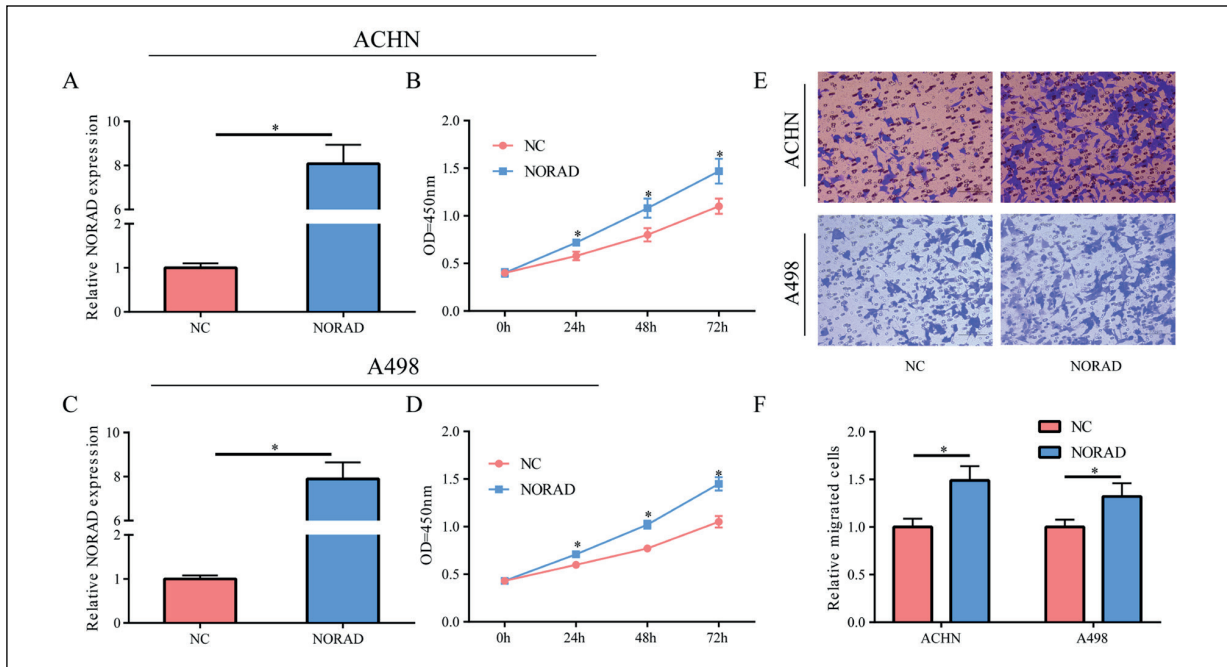 ACHN
A
Relative NORAD expression
10
8
6
2
1
0
*
NC
NORAD
B
OD=450nm
2.0
1.5
1.0
0.5
0.0
NC
NORAD
*
*
*
0h
24h
48h
72h
E
ACHN
A498
NC
NORAD
A498
C
Relative NORAD expression
10
8
6
2
1
0
*
NC
NORAD
D
OD=450nm
2.0
1.5
1.0
0.5
0.0
NC
NORAD
*
*
*
0h
24h
48h
72h
F
Relative migrated cells
2.0
1.5
1.0
0.5
0.0
NC
NORAD
*
*
ACHN
A498